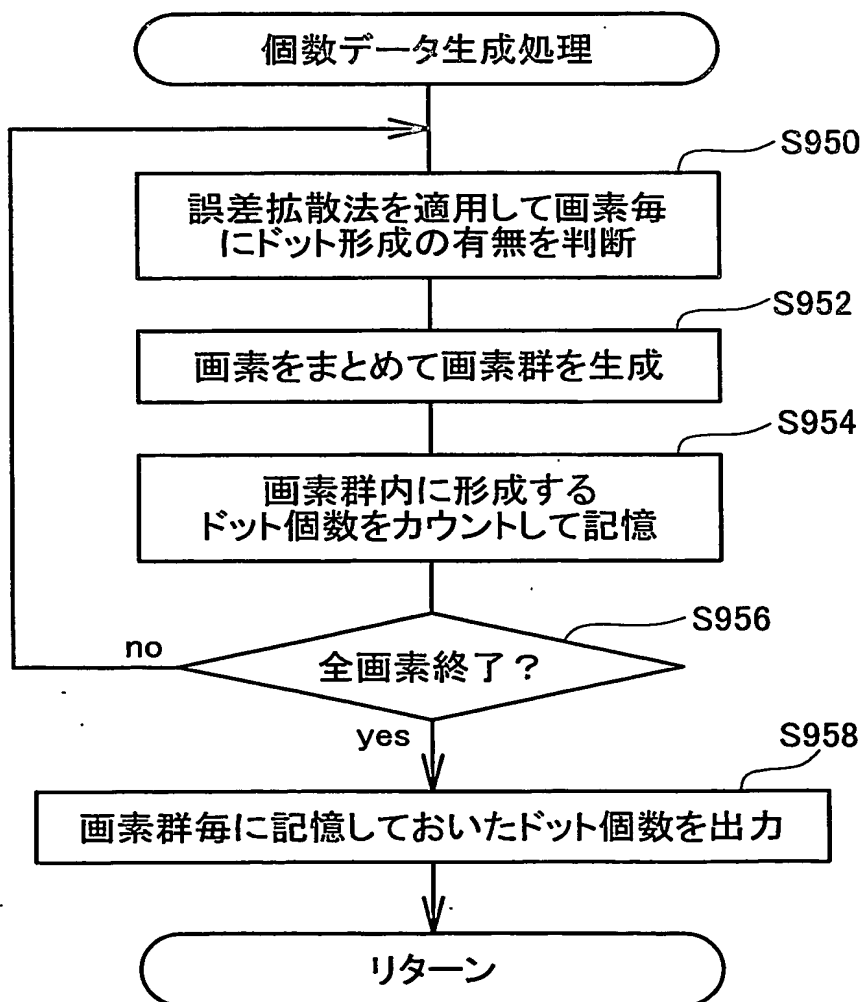 個数データ生成処理
S950
誤差拡散法を適用して画素毎
にドット形成の有無を判断
S952
画素をまとめて画素群を生成
S954
画素群内に形成する
ドット個数をカウントして記憶
S956
no
全画素終了？
yes
S958
画素群毎に記憶しておいたドット個数を出力
リターン